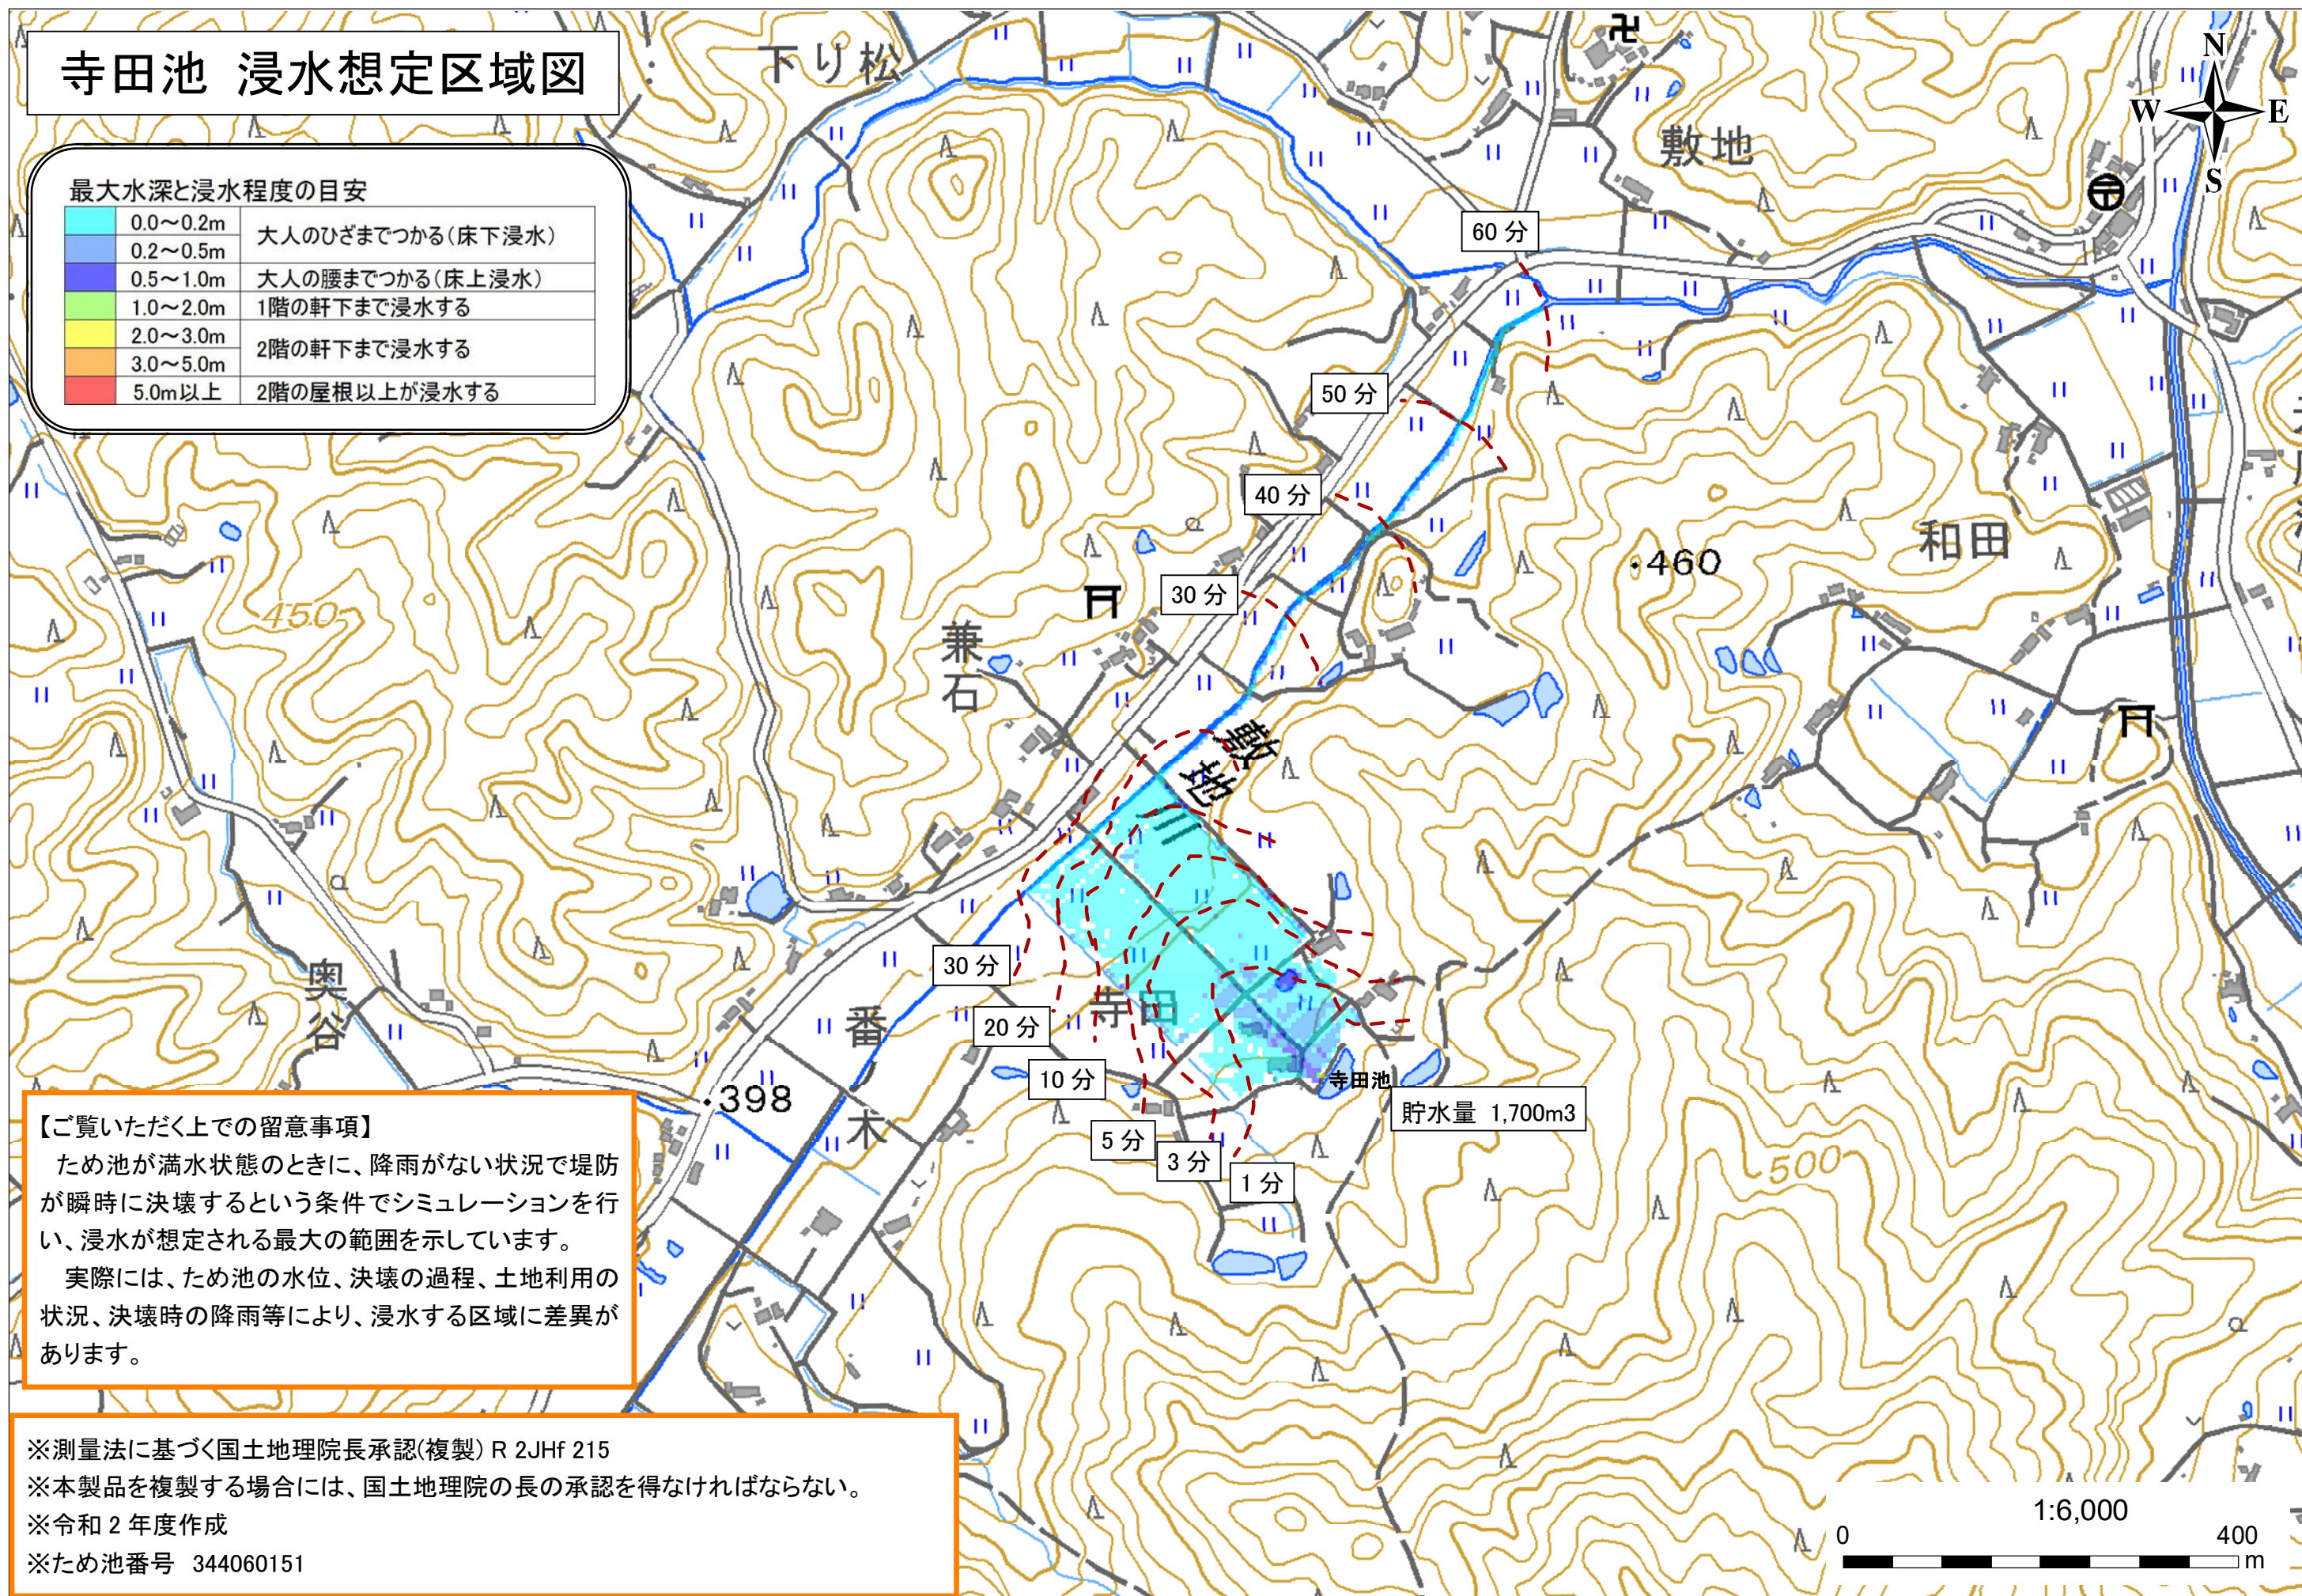 寺田池 浸水想定区域図
最大水深と浸水程度の目安
0.0～0.2m
0.2～0.5m
大人のひざまでつかる(床下浸水)
0.5～1.0m 大人の腰までつかる(床上浸水)
1.0～2.0m 1階の軒下まで浸水する
2.0～3.0m
3.0～5.0m
2階の軒下まで浸水する
5.0m以上 2階の屋根以上が浸水する
下り松
敷地
N
W E
S
60 分
50 分
40 分
30 分
・460
和田
450
兼石
敷地川
奥谷
番ノ木
寺田
30 分
20 分
10 分
5 分
3 分
1 分
寺田池
貯水量 1,700m3
・398
500
【ご覧いただく上での留意事項】
ため池が満水状態のときに、降雨がない状況で堤防
が瞬時に決壊するという条件でシミュレーションを行
い、浸水が想定される最大の範囲を示しています。
実際には、ため池の水位、決壊の過程、土地利用の
状況、決壊時の降雨等により、浸水する区域に差異が
あります。
※測量法に基づく国土地理院長承認(複製) R 2JHf 215
※本製品を複製する場合には、国土地理院の長の承認を得なければならない。
※令和 2 年度作成
※ため池番号 344060151
1:6,000
0 400
m